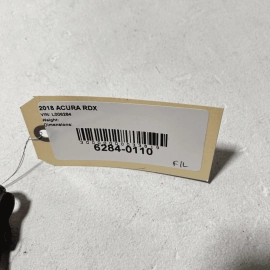 2018 ACURA RDX
VIN: L006284
Weight:
Dimensions:
6284-0110
F/L